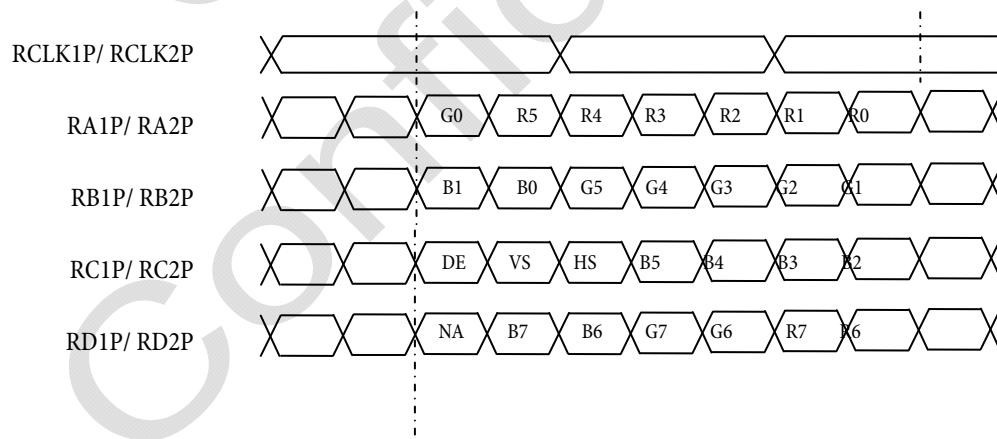 RCLK1P/ RCLK2P
RA1P/ RA2P G0 R5 R4 R3 R2 R1 R0
RB1P/ RB2P B1 B0 G5 G4 G3 G2 G1
RC1P/ RC2P DE VS HS B5 B4 B3 B2
RD1P/ RD2P NA B7 B6 G7 G6 R7 R6
Confi